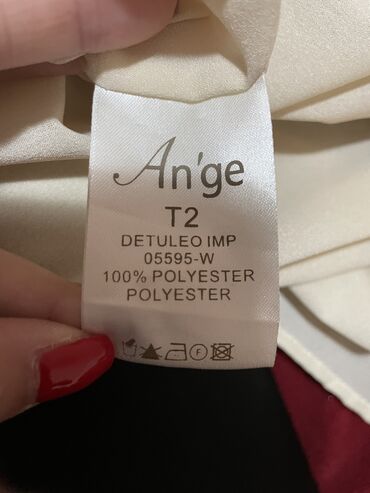 An'ge
T2
DETULEO IMP
05595-W
100% POLYESTER
POLYESTER
F